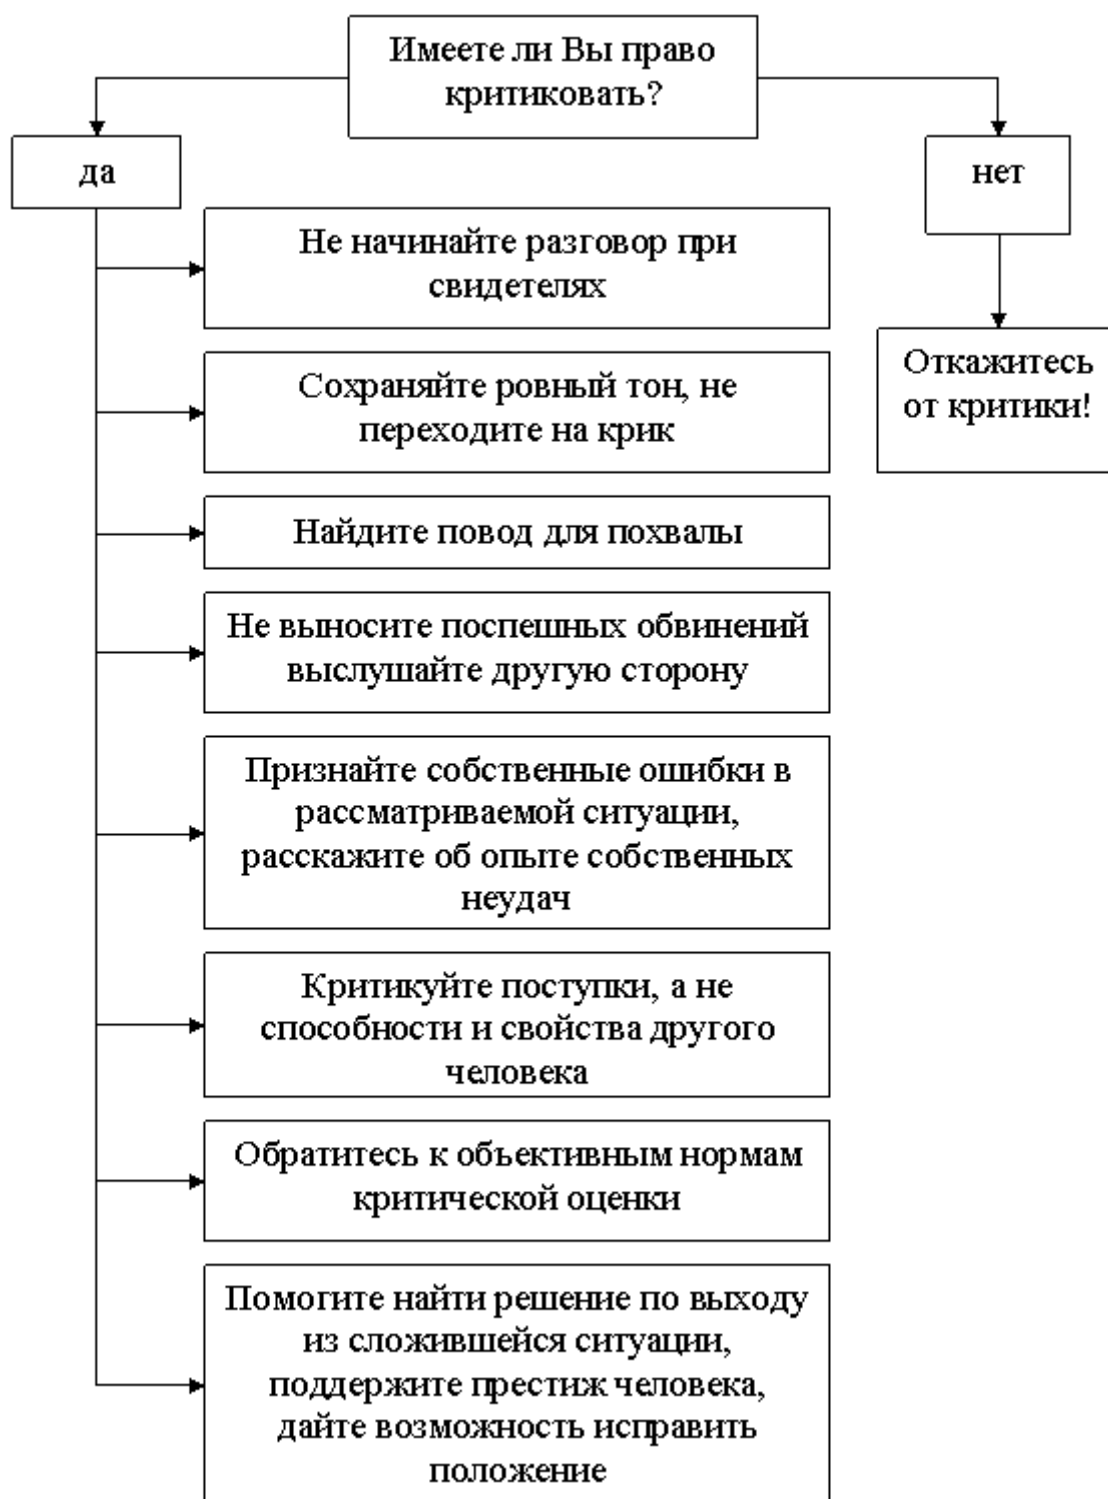 Имеете ли Вы право
критиковать?
да
нет
Не начинайте разговор при
свидетелях
Откажитесь
от критики!
Сохраняйте ровный тон, не
переходите на крик
Найдите повод для похвалы
Не выносите поспешных обвинений
выслушайте другую сторону
Признайте собственные ошибки в
рассматриваемой ситуации,
расскажите об опыте собственных
неудач
Критикуйте поступки, а не
способности и свойства другого
человека
Обратитесь к обьективным нормам
критической оценки
Помогите найти решение по выходу
из сложившейся ситуации,
поддержите престиж человека,
дайте возможность исправить
положение